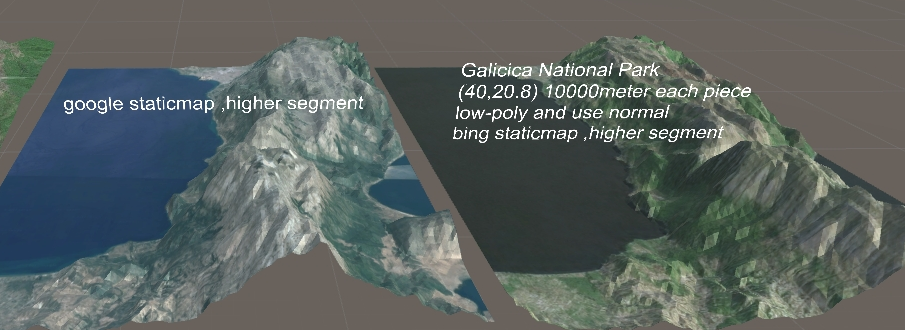 google staticmap ,higher segment
Galicica National Park
(40,20.8) 10000meter each piece
low-poly and use normal
bing staticmap ,higher segment